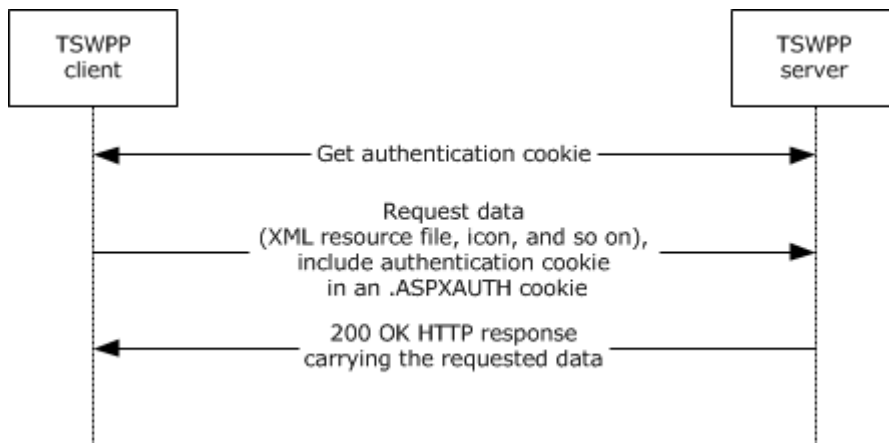 TSWPP
client
TSWPP
server
Get authentication cookie
Request data
(XML resource file, icon, and so on),
include authentication cookie
in an .ASPXAUTH cookie
200 OK HTTP response
carrying the requested data